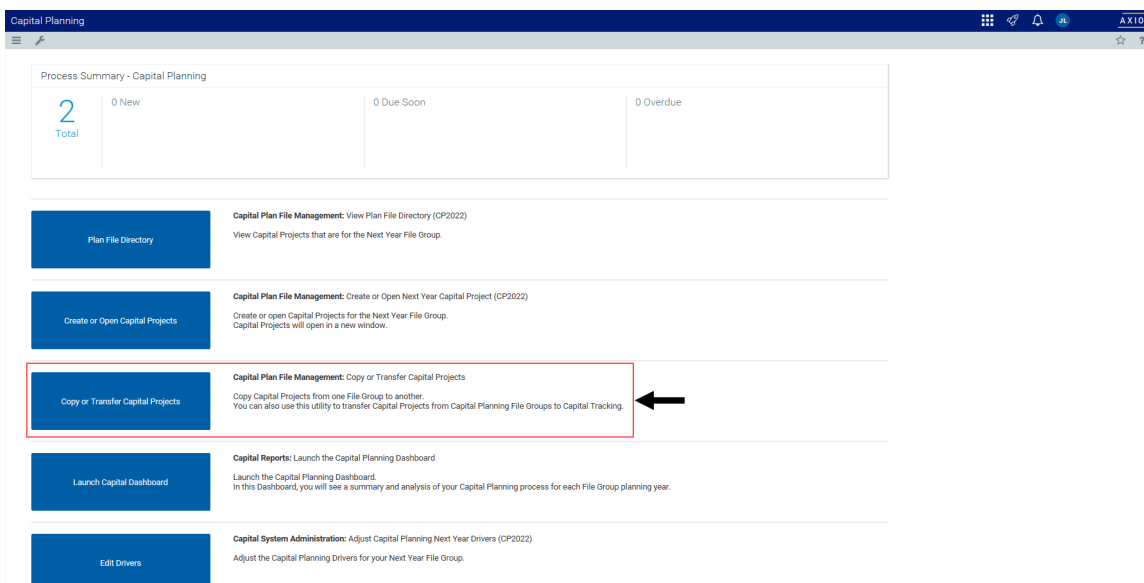 Capital Planning
JL
AXIO
?
Process Summary - Capital Planning
2
Total
0 New
0 Due Soon
0 Overdue
Plan File Directory
Capital Plan File Management: View Plan File Directory (CP2022)
View Capital Projects that are for the Next Year File Group.
Create or Open Capital Projects
Capital Plan File Management: Create or Open Next Year Capital Project (CP2022)
Create or open Capital Projects for the Next Year File Group.
Capital Projects will open in a new window.
Copy or Transfer Capital Projects
Capital Plan File Management: Copy or Transfer Capital Projects
Copy Capital Projects from one File Group to another.
You can also use this utility to transfer Capital Projects from Capital Planning File Groups to Capital Tracking.
Launch Capital Dashboard
Capital Reports: Launch the Capital Planning Dashboard
Launch the Capital Planning Dashboard.
In this Dashboard, you will see a summary and analysis of your Capital Planning process for each File Group planning year.
Edit Drivers
Capital System Administration: Adjust Capital Planning Next Year Drivers (CP2022)
Adjust the Capital Planning Drivers for your Next Year File Group.